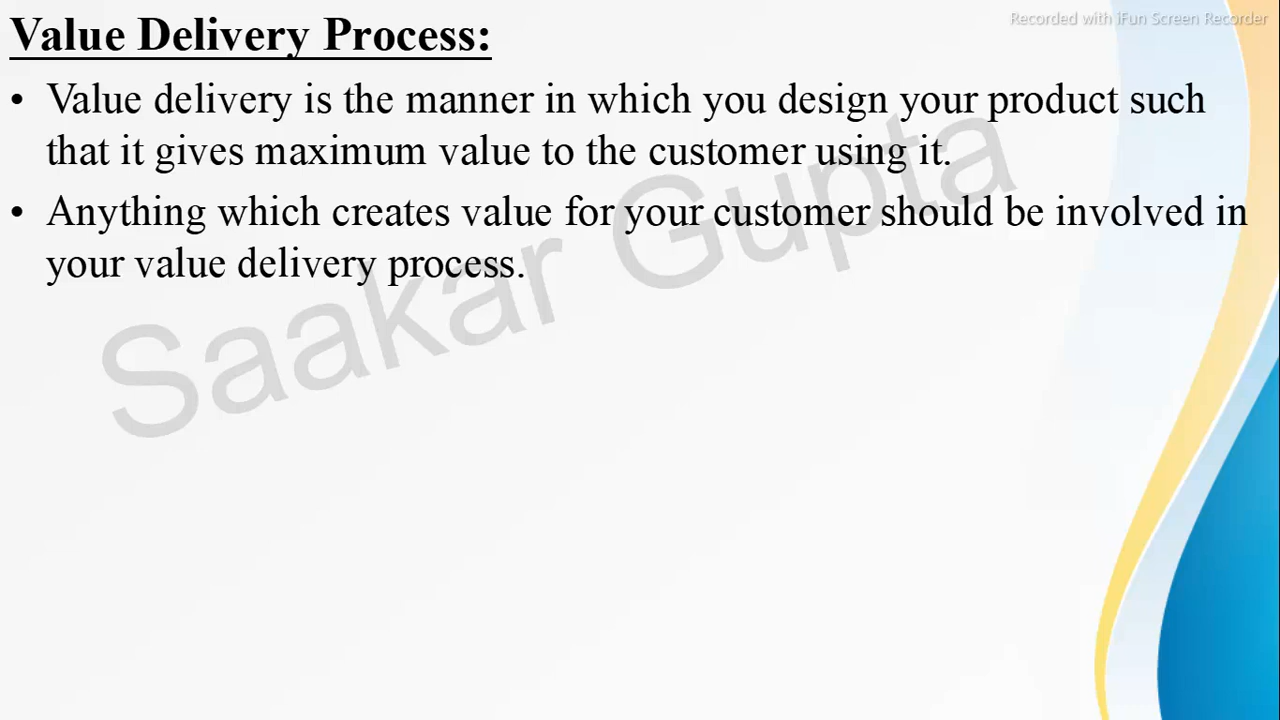 Value Delivery Process:
Recorded with iFun Screen Recorder
• Value delivery is the manner in which you design your product such
that it gives maximum value to the customer using it.
• Anything which creates value for your customer should be involved in
your value delivery process.
Saakar Gupta